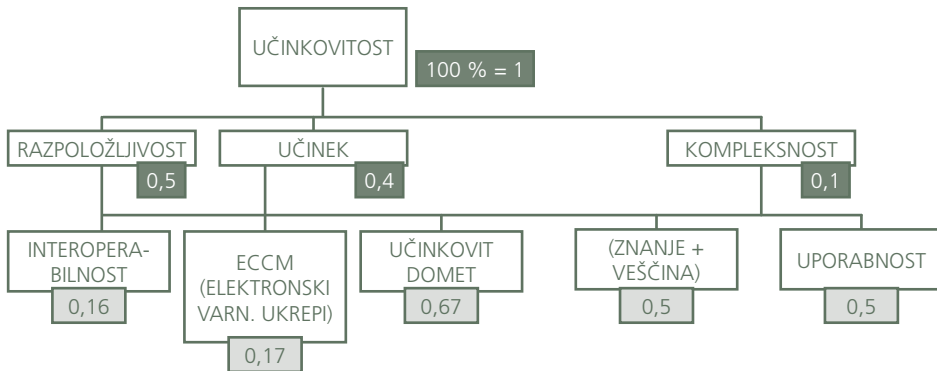 UČINKOVITOST
100 % = 1
RAZPOLOŽLJIVOST
0,5
UČINEK
0,4
KOMPLEKSNOST
0,1
INTEROPERA-
BILNOST
0,16
ECCM
(ELEKTRONSKI
VARN. UKREPI)
0,17
UČINKOVIT
DOMET
0,67
(ZNANJE +
VEŠČINA)
0,5
UPORABNOST
0,5